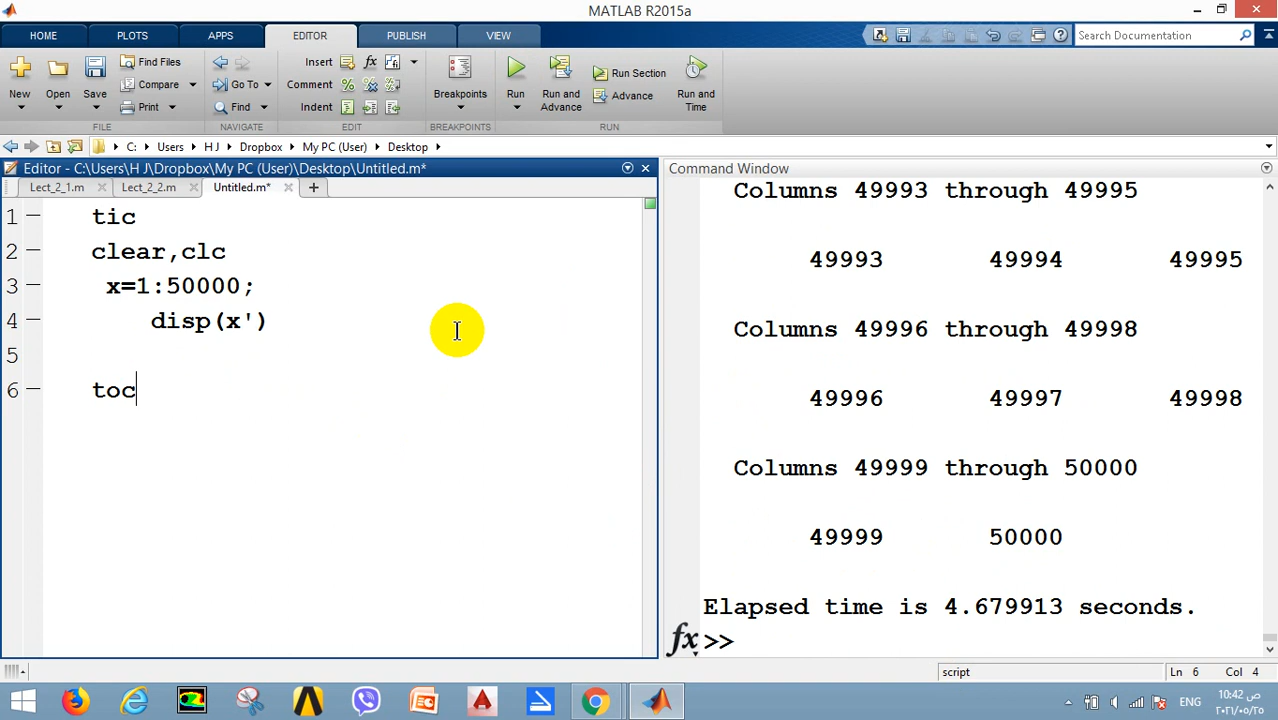 MATLAB R2015a
HOME PLOTS APPS EDITOR PUBLISH VIEW Search Documentation
New Open Save Find Files Compare Print Go To Find Insert fx Comment Indent Breakpoints Run Run and Advance Run Section Advance Run and Time
FILE NAVIGATE EDIT BREAKPOINTS RUN
C: Users H J Dropbox My PC (User) Desktop
Editor - C:\Users\H J\Dropbox\My PC (User)\Desktop\Untitled.m*
Lect_2_1.m Lect_2_2.m Untitled.m*
1 tic
2 clear,clc
3 x=1:50000;
4 disp(x')
5
6 toc
Command Window
Columns 49993 through 49995
49993 49994 49995
Columns 49996 through 49998
49996 49997 49998
Columns 49999 through 50000
49999 50000
Elapsed time is 4.679913 seconds.
fx >>
script Ln 6 Col 4
ENG
10:42 ص
٢٠٢١/٠٥/٢٥